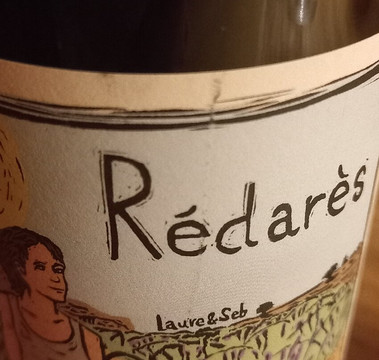 Rédarès
Laure & Seb